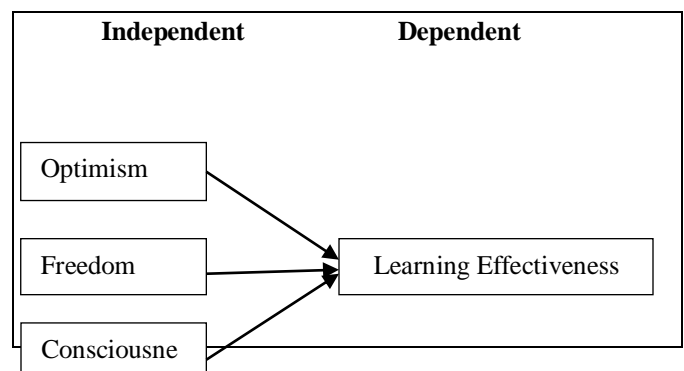 Independent Dependent
Optimism
Freedom
Learning Effectiveness
Consciousne